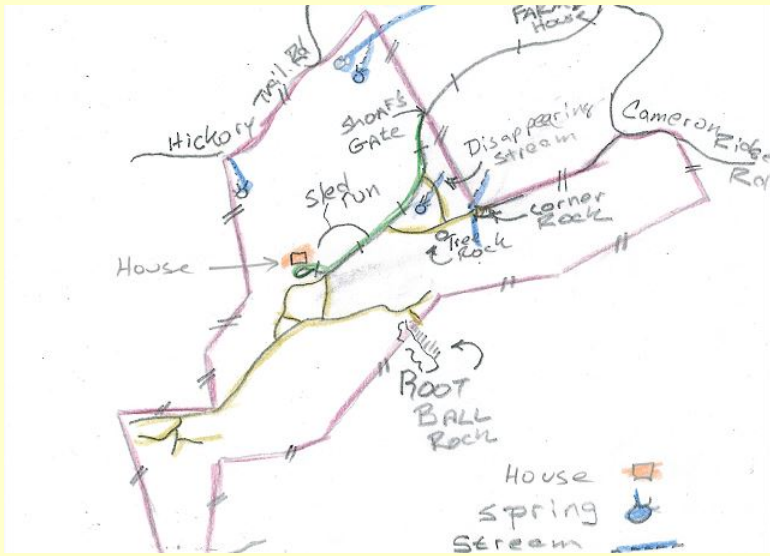 FARM
House
Hickory
Trail Rd
SHOAF'S
GATE
Disappearing
Stream
Cameron
Ridge
Rd
Sled
run
Corner
Rock
Tree
Rock
House
ROOT
BALL
Rock
House
spring
Stream